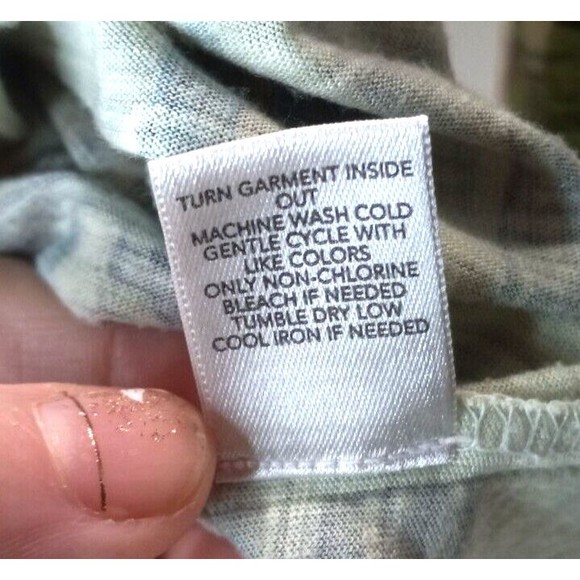 TURN GARMENT INSIDE
OUT
MACHINE WASH COLD
GENTLE CYCLE WITH
LIKE COLORS
ONLY NON-CHLORINE
BLEACH IF NEEDED
TUMBLE DRY LOW
COOL IRON IF NEEDED